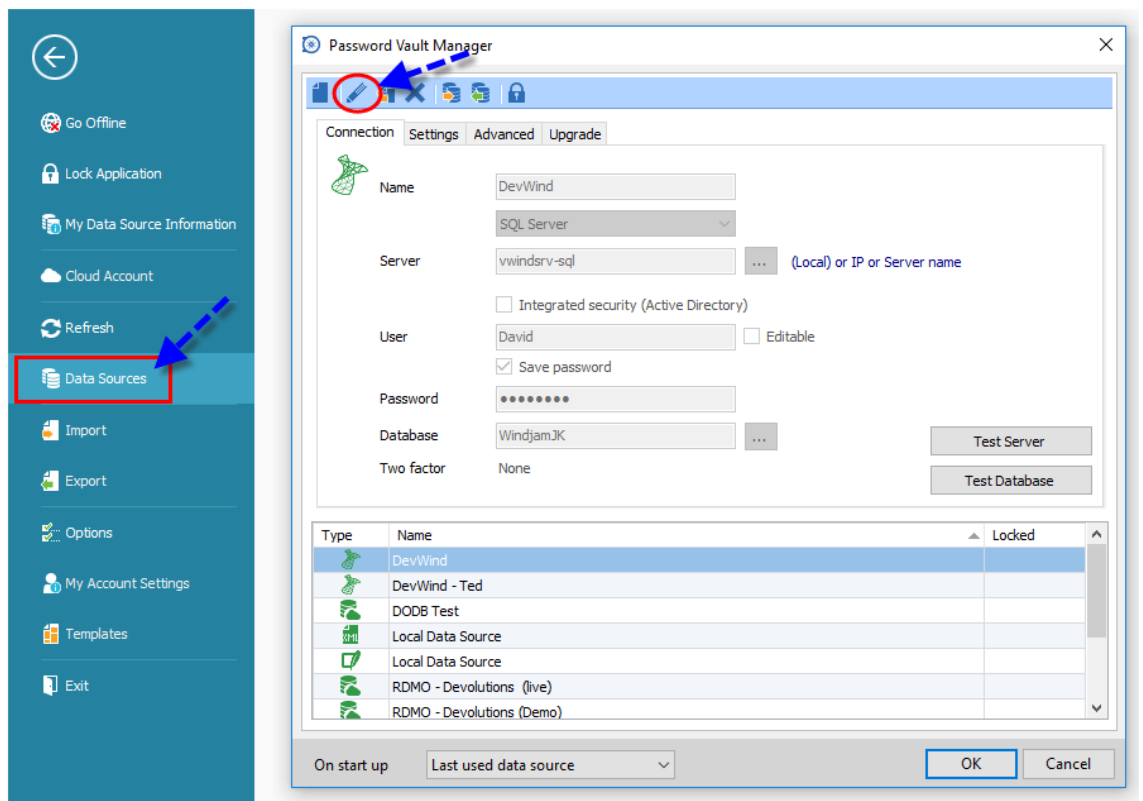 Go Offline
Lock Application
My Data Source Information
Cloud Account
Refresh
Data Sources
Import
Export
Options
My Account Settings
Templates
Exit
Password Vault Manager
Connection Settings Advanced Upgrade
Name DevWind
SQL Server
Server vwindsrv-sql ... (Local) or IP or Server name
Integrated security (Active Directory)
User David Editable
Save password
Password ●●●●●●●●
Database WindjamJK ... Test Server
Two factor None Test Database
Type Name Locked
DevWind
DevWind - Ted
DODB Test
XML Local Data Source
Local Data Source
RDMO - Devolutions (live)
RDMO - Devolutions (Demo)
On start up Last used data source OK Cancel